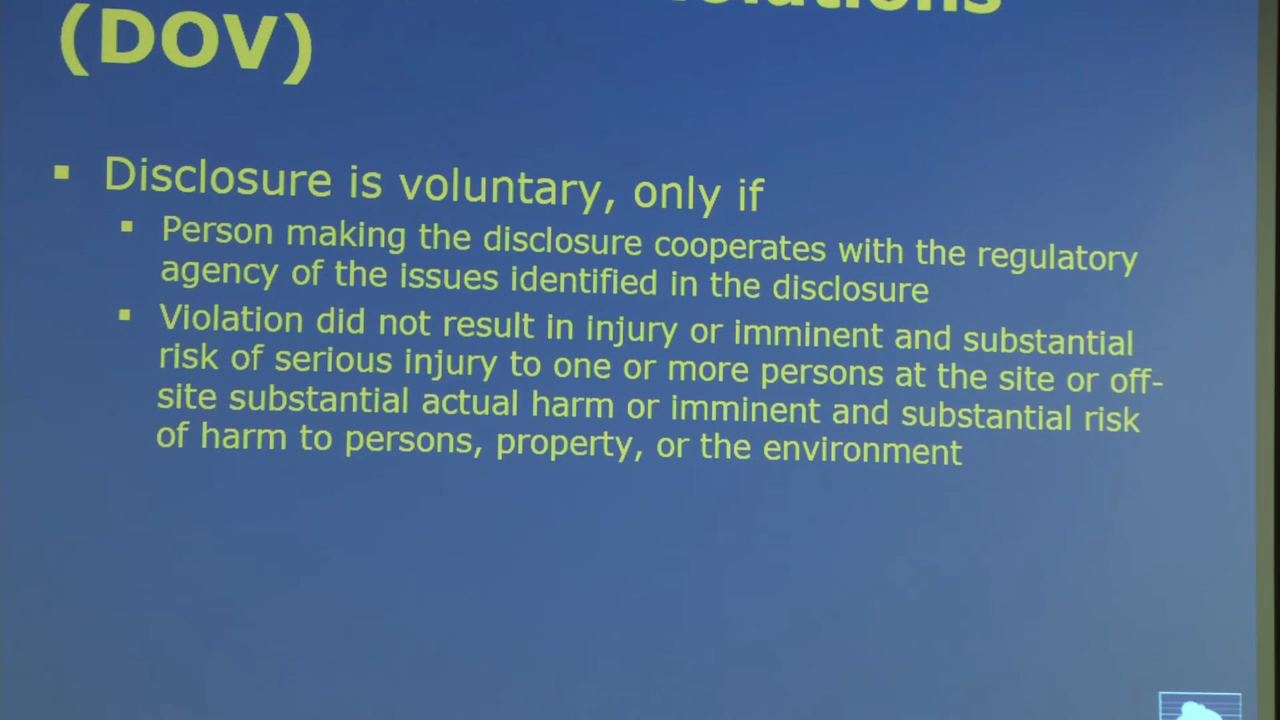 (DOV)
▪ Disclosure is voluntary, only if
▪ Person making the disclosure cooperates with the regulatory
agency of the issues identified in the disclosure
▪ Violation did not result in injury or imminent and substantial
risk of serious injury to one or more persons at the site or off-
site substantial actual harm or imminent and substantial risk
of harm to persons, property, or the environment